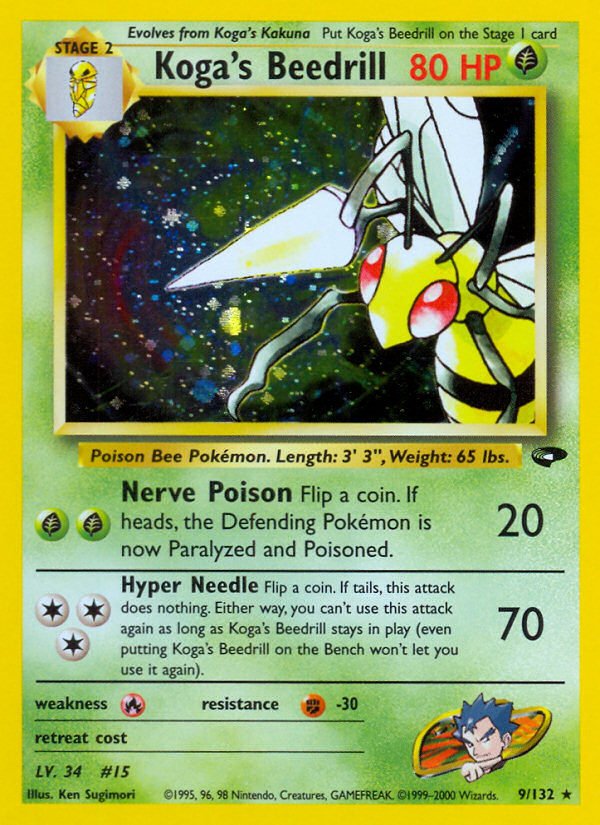 Evolves from Koga's Kakuna Put Koga's Beedrill on the Stage 1 card
STAGE 2
Koga's Beedrill 80 HP
Poison Bee Pokémon. Length: 3' 3", Weight: 65 lbs.
Nerve Poison Flip a coin. If
heads, the Defending Pokémon is
now Paralyzed and Poisoned.
20
Hyper Needle Flip a coin. If tails, this attack
does nothing. Either way, you can't use this attack
again as long as Koga's Beedrill stays in play (even
putting Koga's Beedrill on the Bench won't let you
use it again).
70
weakness resistance -30
retreat cost
LV. 34 #15
Illus. Ken Sugimori ©1995, 96, 98 Nintendo, Creatures, GAMEFREAK. ©1999-2000 Wizards. 9/132 ★